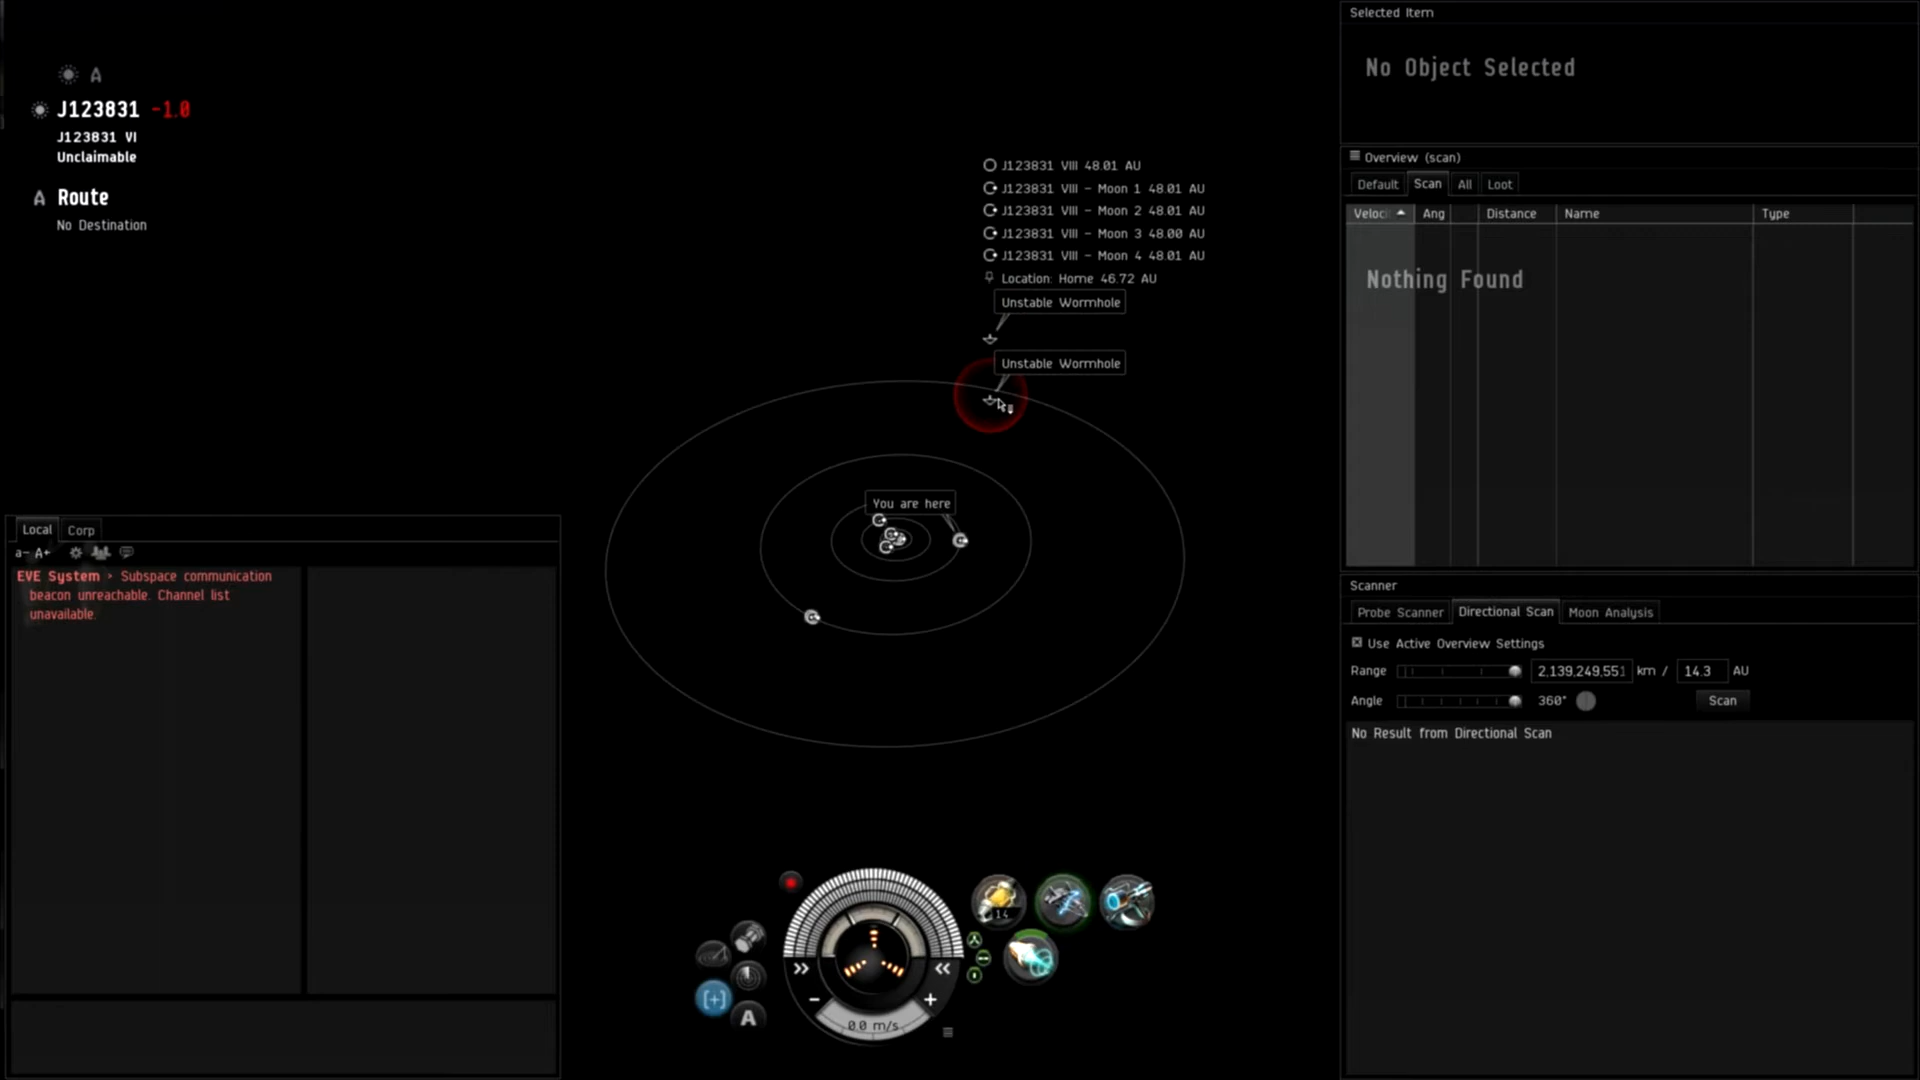 J123831 -1.0
J123831 VI
Unclaimable
Route
No Destination
J123831 VIII 48.01 AU
J123831 VIII - Moon 1 48.01 AU
J123831 VIII - Moon 2 48.01 AU
J123831 VIII - Moon 3 48.00 AU
J123831 VIII - Moon 4 48.01 AU
Location: Home 46.72 AU
Unstable Wormhole
Unstable Wormhole
You are here
Local Corp
a- A+
EVE System > Subspace communication
beacon unreachable. Channel list
unavailable.
14
0.0 m/s
A
Selected Item
No Object Selected
Overview (scan)
Default Scan All Loot
Veloci Ang Distance Name Type
Nothing Found
Scanner
Probe Scanner Directional Scan Moon Analysis
Use Active Overview Settings
Range 2,139,249,551 km / 14.3 AU
Angle 360° Scan
No Result from Directional Scan